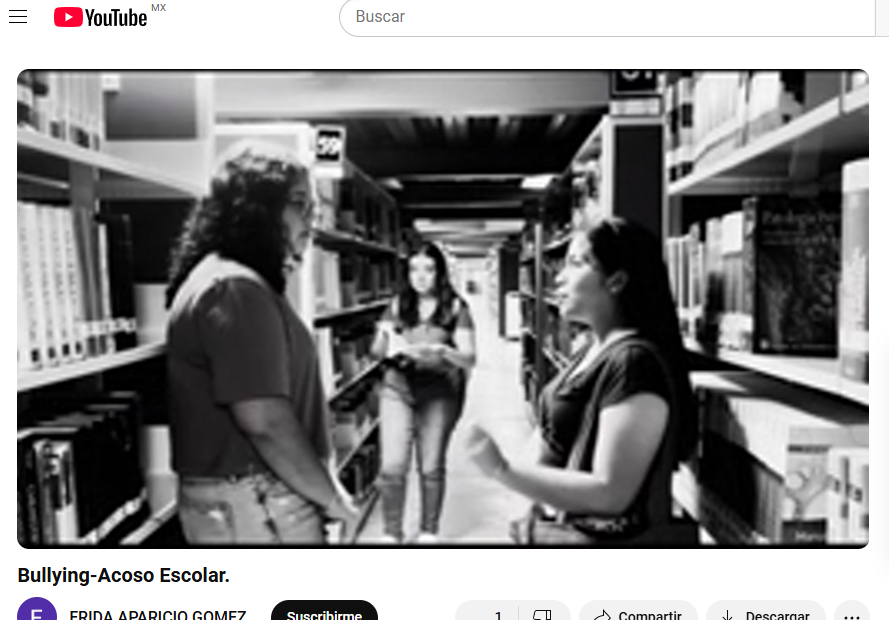 YouTube MX
Buscar
59
Bullying-Acoso Escolar.
F
FRIDA APARICIO GOMEZ
Suscribirme
1
Compartir
Descargar